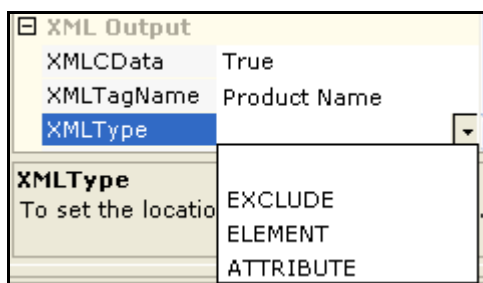 XML Output
XMLCData True
XMLTagName Product Name
XMLType
XMLType
To set the locatio
EXCLUDE
ELEMENT
ATTRIBUTE